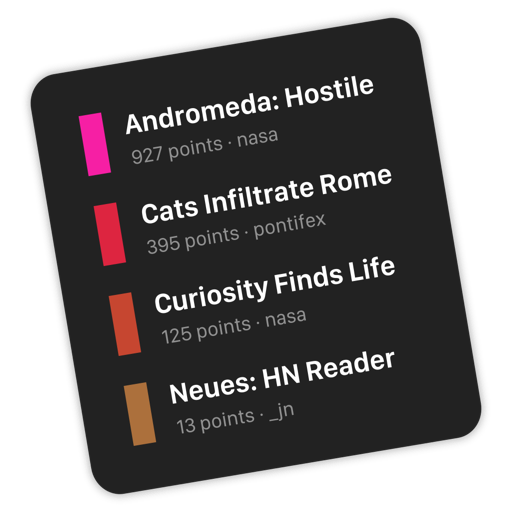 Andromeda: Hostile
927 points · nasa
Cats Infiltrate Rome
395 points · pontifex
Curiosity Finds Life
125 points · nasa
Neues: HN Reader
13 points · _jn